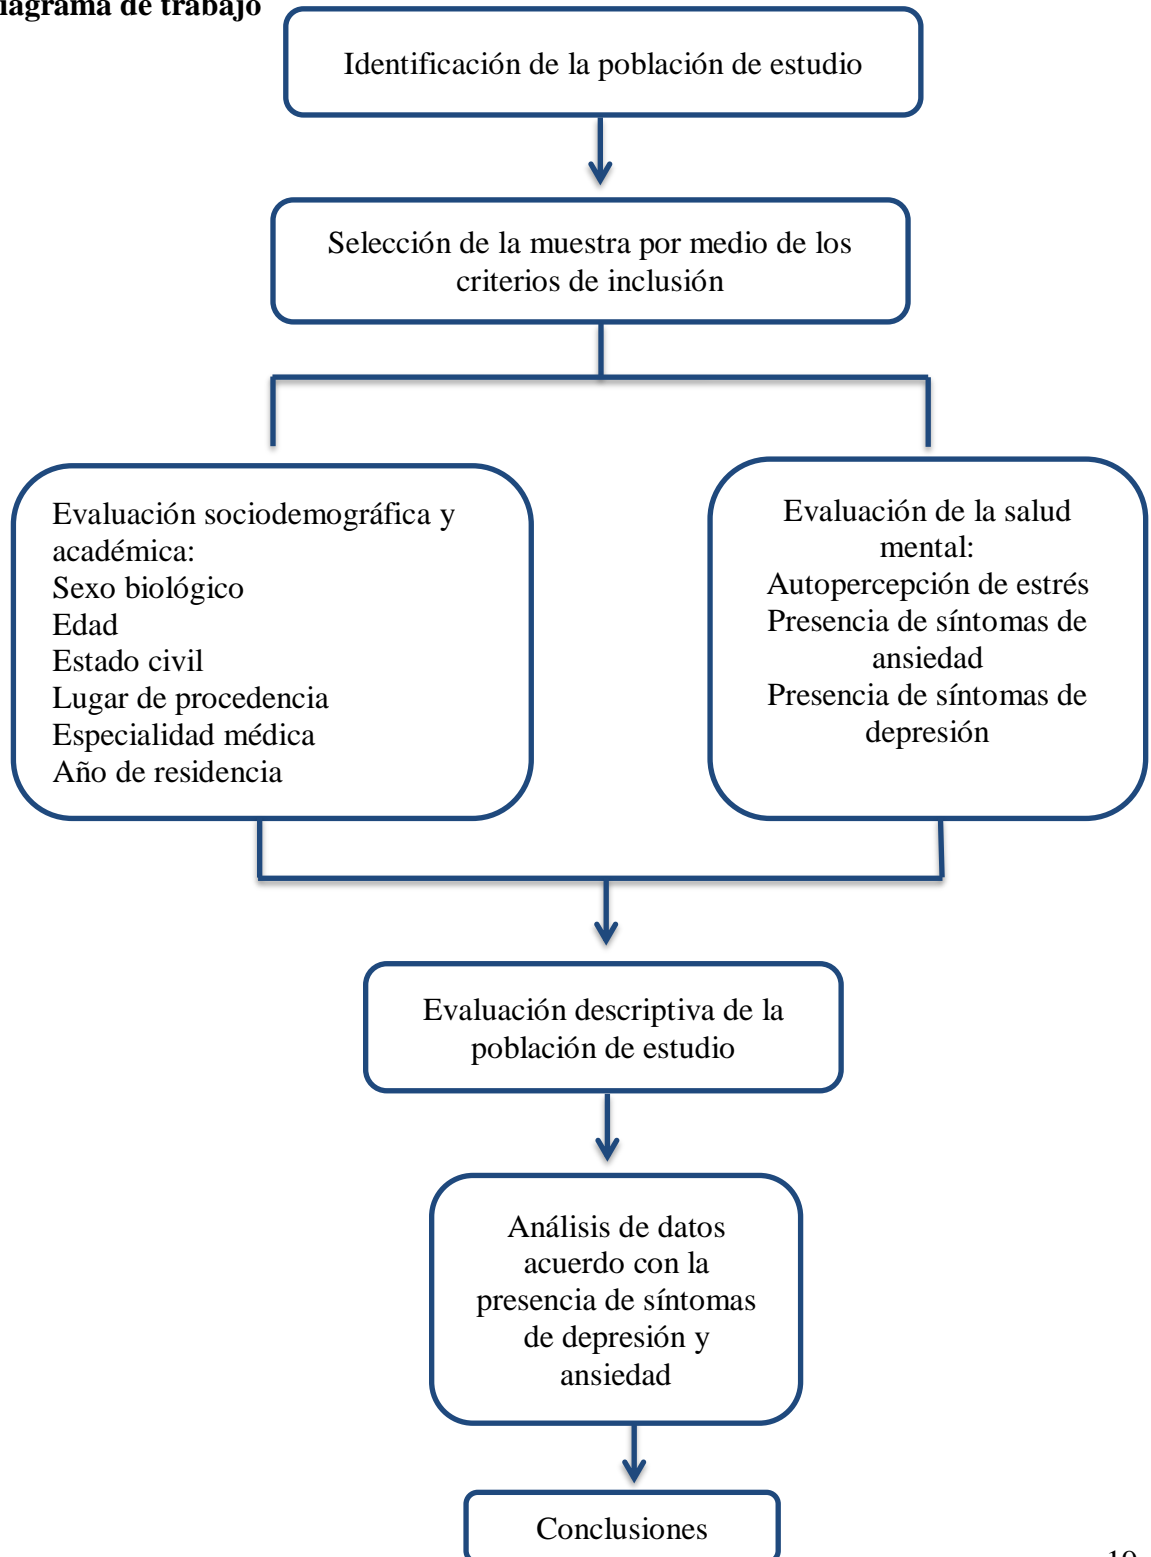 iagrama de trabajo
Identificación de la población de estudio
Selección de la muestra por medio de los
criterios de inclusión
Evaluación sociodemográfica y
académica:
Sexo biológico
Edad
Estado civil
Lugar de procedencia
Especialidad médica
Año de residencia
Evaluación de la salud
mental:
Autopercepción de estrés
Presencia de síntomas de
ansiedad
Presencia de síntomas de
depresión
Evaluación descriptiva de la
población de estudio
Análisis de datos
acuerdo con la
presencia de síntomas
de depresión y
ansiedad
Conclusiones